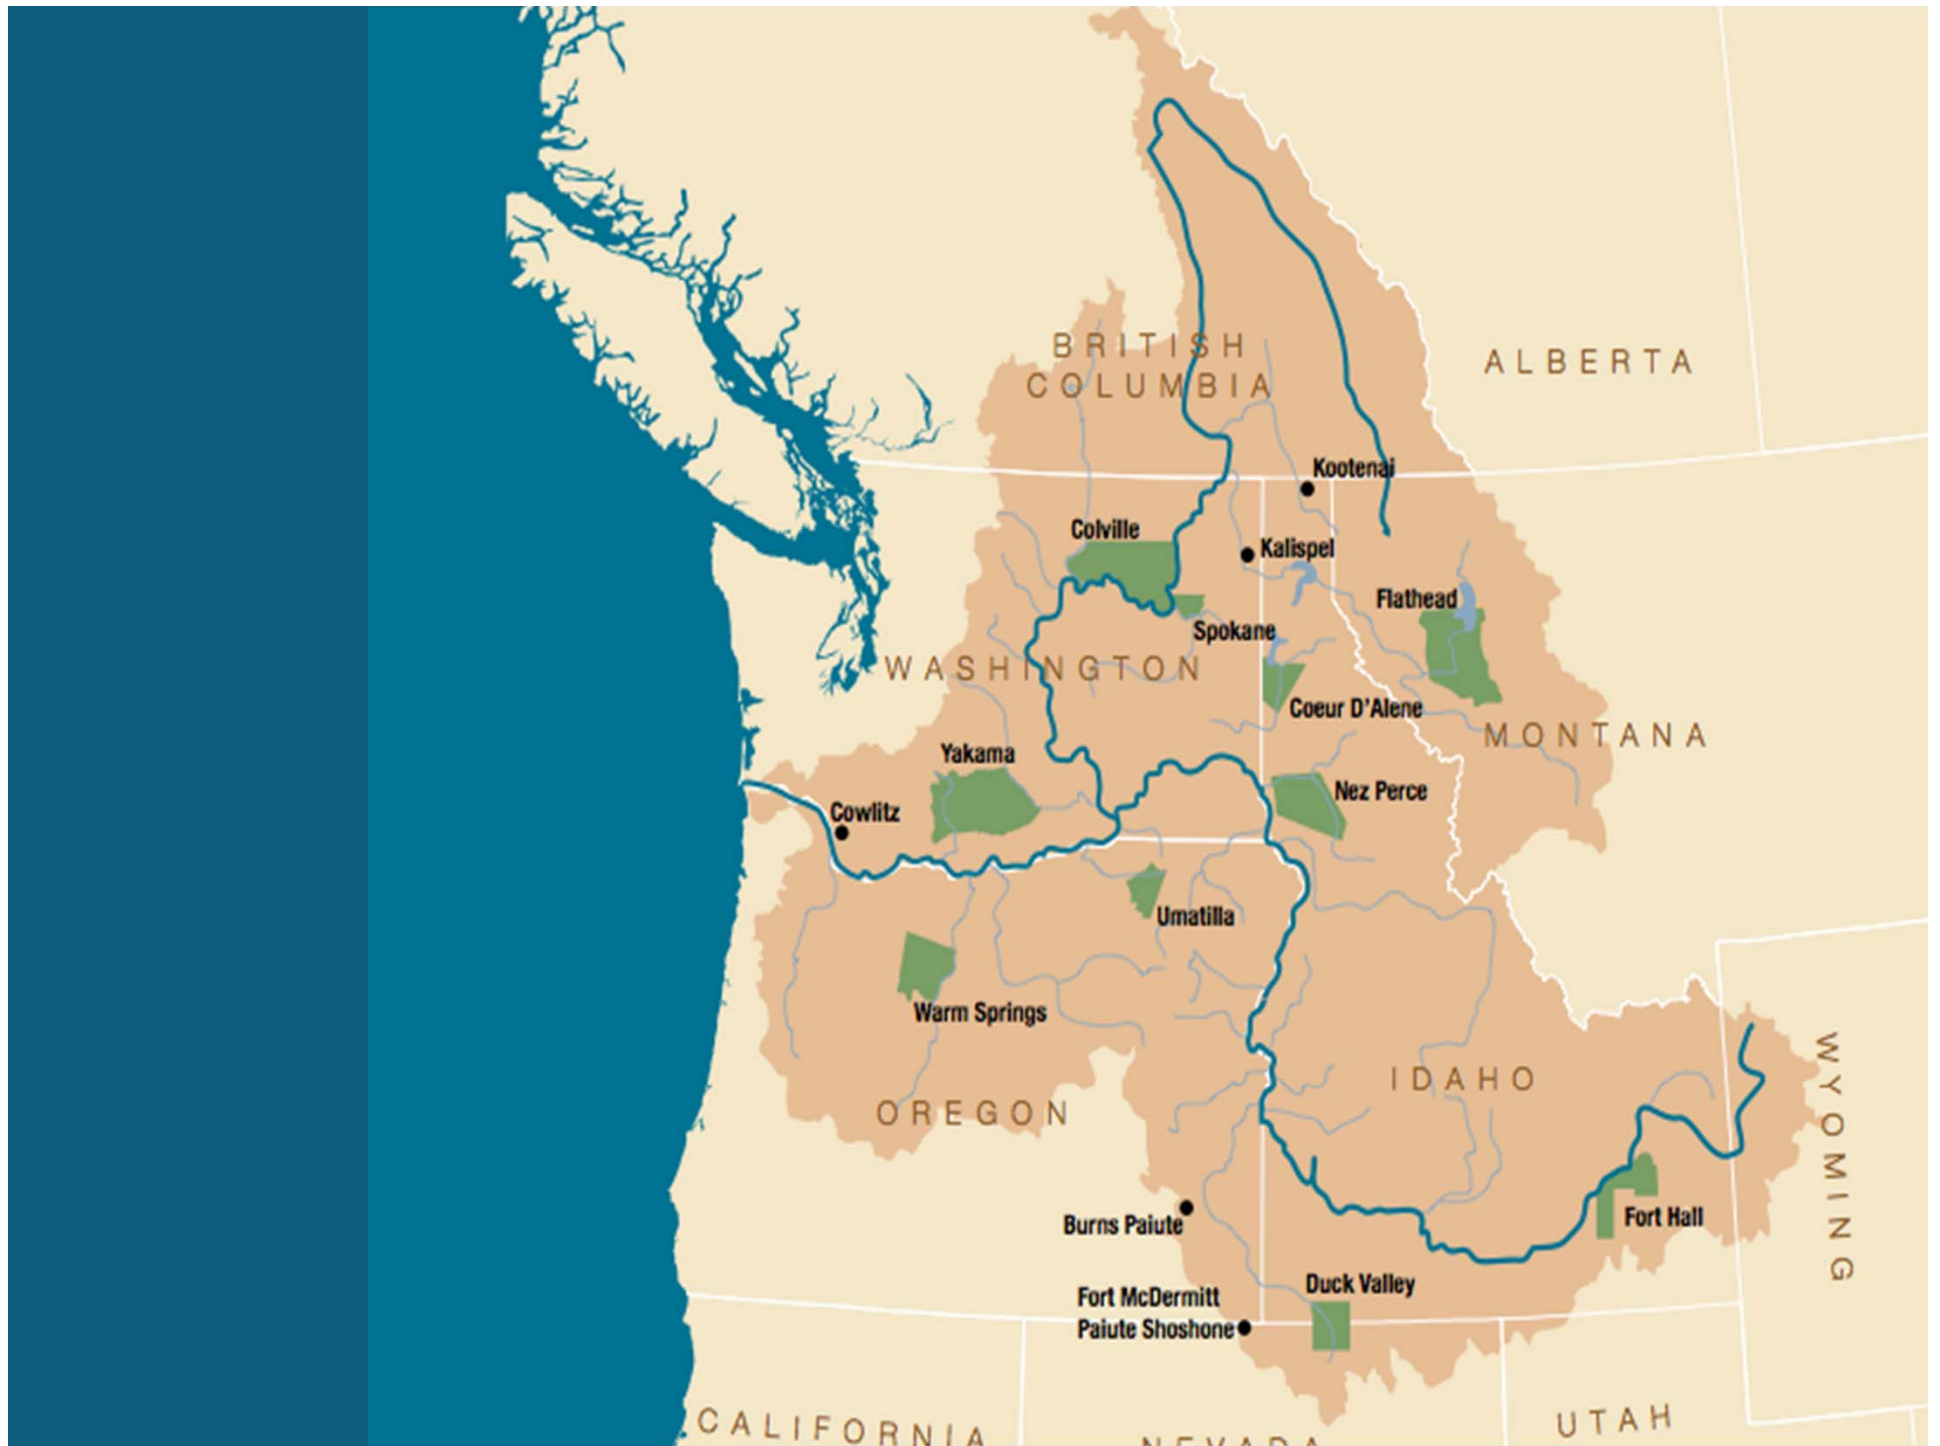 BRITISH
COLUMBIA
ALBERTA
Kootenai
Colville
Kalispel
Flathead
Spokane
WASHINGTON
Coeur D'Alene
MONTANA
Yakama
Nez Perce
Cowlitz
Umatilla
Warm Springs
WYOMING
IDAHO
OREGON
Burns Paiute
Fort Hall
Duck Valley
Fort McDermitt
Paiute Shoshone
CALIFORNIA
NEVADA
UTAH